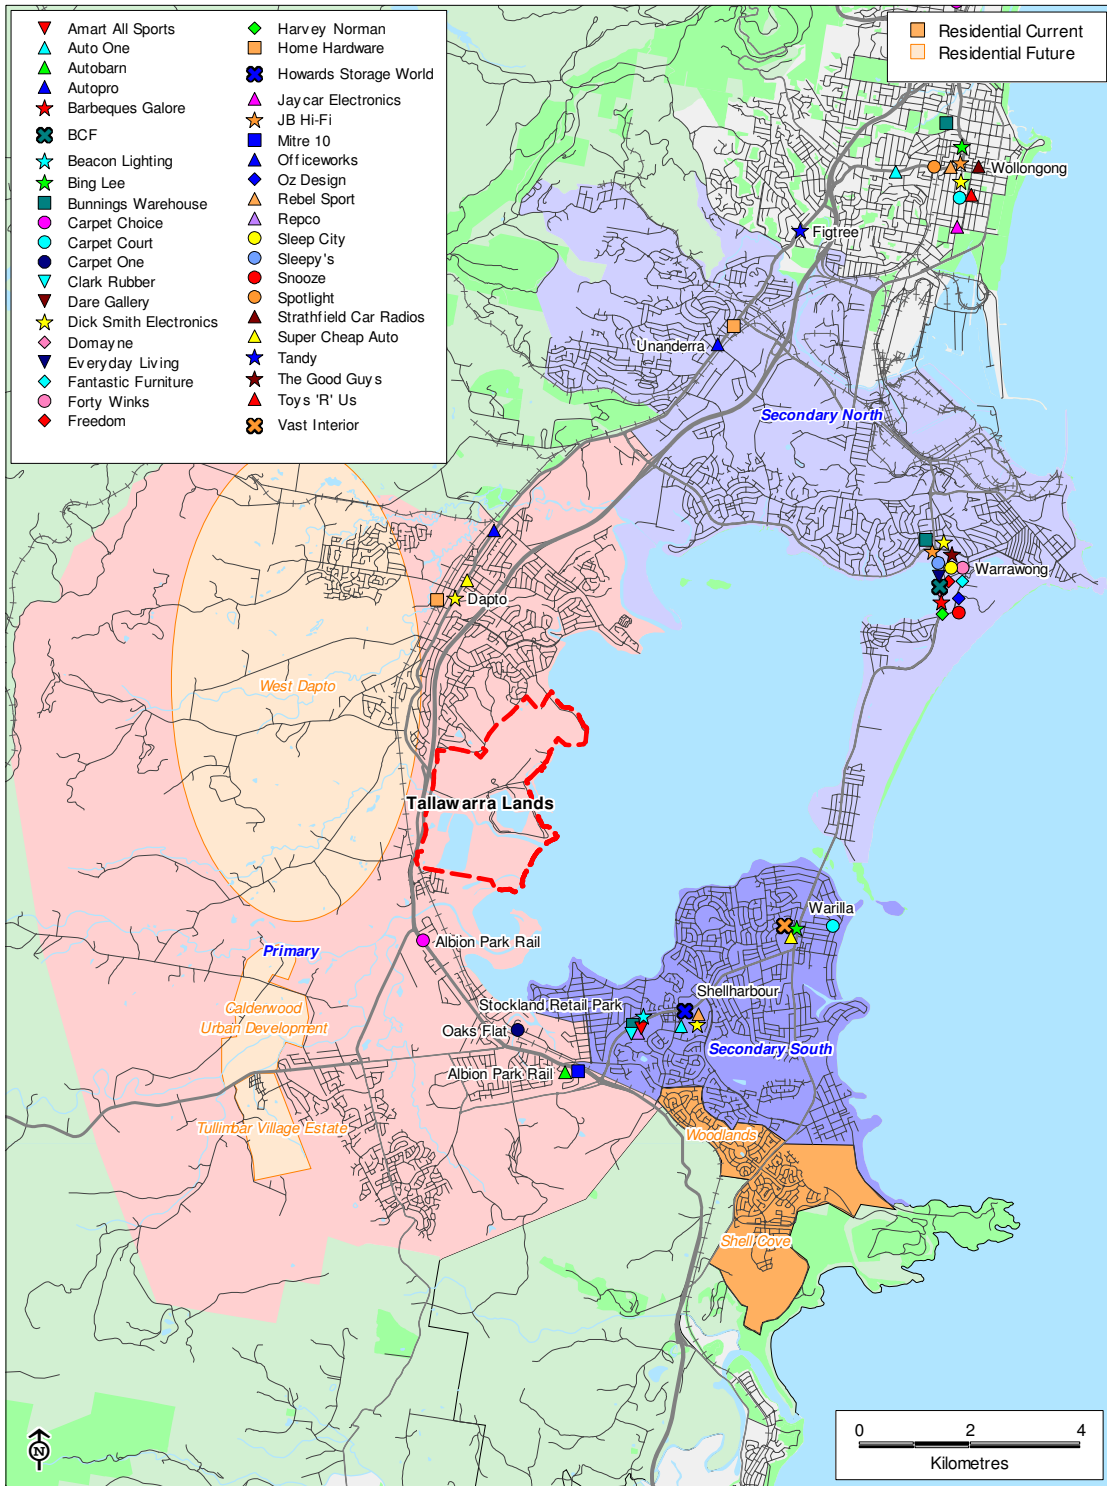 Amart All Sports
Auto One
Autobarn
Autopro
Barbeques Galore
BCF
Beacon Lighting
Bing Lee
Bunnings Warehouse
Carpet Choice
Carpet Court
Carpet One
Clark Rubber
Dare Gallery
Dick Smith Electronics
Domayne
Everyday Living
Fantastic Furniture
Forty Winks
Freedom
Harvey Norman
Home Hardware
Howards Storage World
Jaycar Electronics
JB Hi-Fi
Mitre 10
Officeworks
Oz Design
Rebel Sport
Repco
Sleep City
Sleepy's
Snooze
Spotlight
Strathfield Car Radios
Super Cheap Auto
Tandy
The Good Guys
Toys 'R' Us
Vast Interior
Residential Current
Residential Future
Wollongong
Figtree
Unanderra
Secondary North
Warrawong
Dapto
West Dapto
Tallawarra Lands
Warilla
Albion Park Rail
Primary
Shellharbour
Stockland Retail Park
Calderwood
Urban Development
Oaks Flat
Secondary South
Albion Park Rail
Tullimbar Village Estate
Woodlands
Shell Cove
0 2 4
Kilometres
N